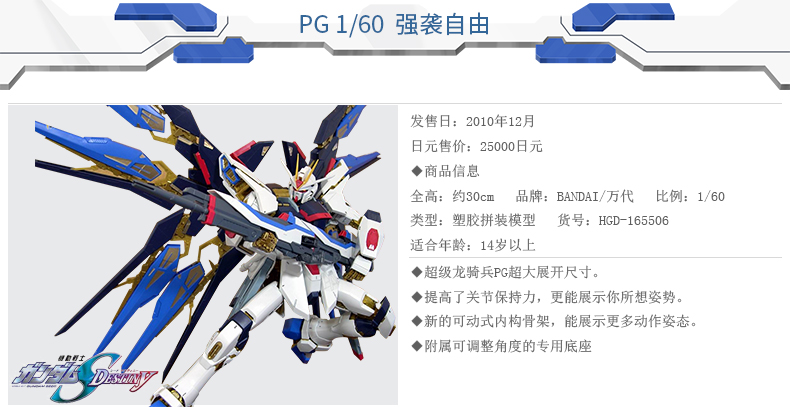 PG 1/60 强袭自由
发售日：2010年12月
日元售价：25000日元
◆商品信息
全高：约30cm 品牌：BANDAI/万代 比例：1/60
类型：塑胶拼装模型 货号：HGD-165506
适合年龄：14岁以上
◆超级龙骑兵PG超大展开尺寸。
◆提高了关节保持力，更能展示你所想姿势。
◆新的可动式内构骨架，能展示更多动作姿态。
◆附属可调整角度的专用底座
機動戦士
ガンダム
SEED DESTINY